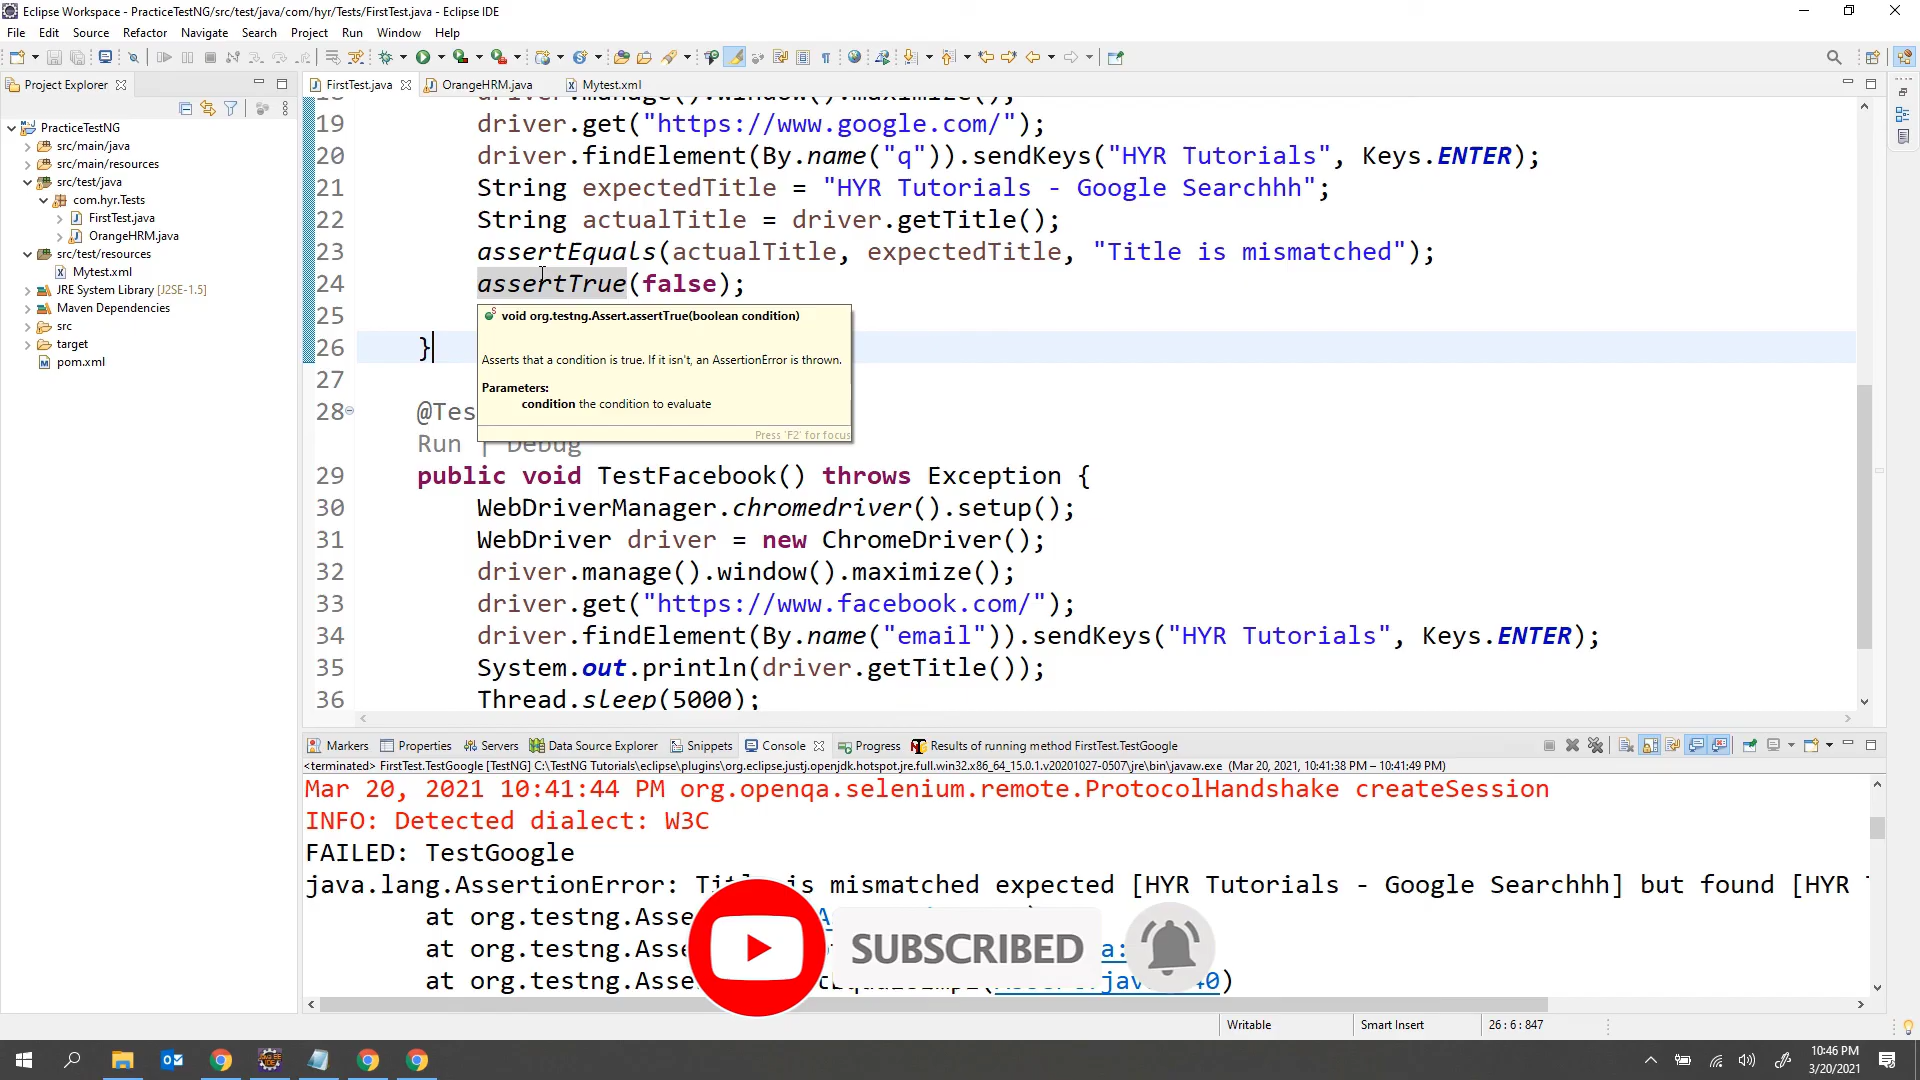 Eclipse Workspace - PracticeTestNG/src/test/java/com/hyr/Tests/FirstTest.java - Eclipse IDE
File Edit Source Refactor Navigate Search Project Run Window Help
Project Explorer
FirstTest.java OrangeHRM.java Mytest.xml
PracticeTestNG
src/main/java
src/main/resources
src/test/java
com.hyr.Tests
FirstTest.java
OrangeHRM.java
src/test/resources
Mytest.xml
JRE System Library [J2SE-1.5]
Maven Dependencies
src
target
pom.xml
driver.manage().window().maximize();
19 driver.get("https://www.google.com/");
20 driver.findElement(By.name("q")).sendKeys("HYR Tutorials", Keys.ENTER);
21 String expectedTitle = "HYR Tutorials - Google Searchhh";
22 String actualTitle = driver.getTitle();
23 assertEquals(actualTitle, expectedTitle, "Title is mismatched");
24 assertTrue(false);
25
26 }
27
28 @Tes
Run | Debug
29 public void TestFacebook() throws Exception {
30 WebDriverManager.chromedriver().setup();
31 WebDriver driver = new ChromeDriver();
32 driver.manage().window().maximize();
33 driver.get("https://www.facebook.com/");
34 driver.findElement(By.name("email")).sendKeys("HYR Tutorials", Keys.ENTER);
35 System.out.println(driver.getTitle());
36 Thread.sleep(5000);
void org.testng.Assert.assertTrue(boolean condition)
Asserts that a condition is true. If it isn't, an AssertionError is thrown.
Parameters:
condition the condition to evaluate
Press 'F2' for focus
Markers Properties Servers Data Source Explorer Snippets Console Progress Results of running method FirstTest.TestGoogle
<terminated> FirstTest.TestGoogle [TestNG] C:\TestNG Tutorials\eclipse\plugins\org.eclipse.justj.openjdk.hotspot.jre.full.win32.x86_64_15.0.1.v20201027-0507\jre\bin\javaw.exe (Mar 20, 2021, 10:41:38 PM – 10:41:49 PM)
Mar 20, 2021 10:41:44 PM org.openqa.selenium.remote.ProtocolHandshake createSession
INFO: Detected dialect: W3C
FAILED: TestGoogle
java.lang.AssertionError: Title is mismatched expected [HYR Tutorials - Google Searchhh] but found [HYR
at org.testng.Asse
at org.testng.Asse
at org.testng.Asse
SUBSCRIBED
Writable Smart Insert 26 : 6 : 847
10:46 PM
3/20/2021